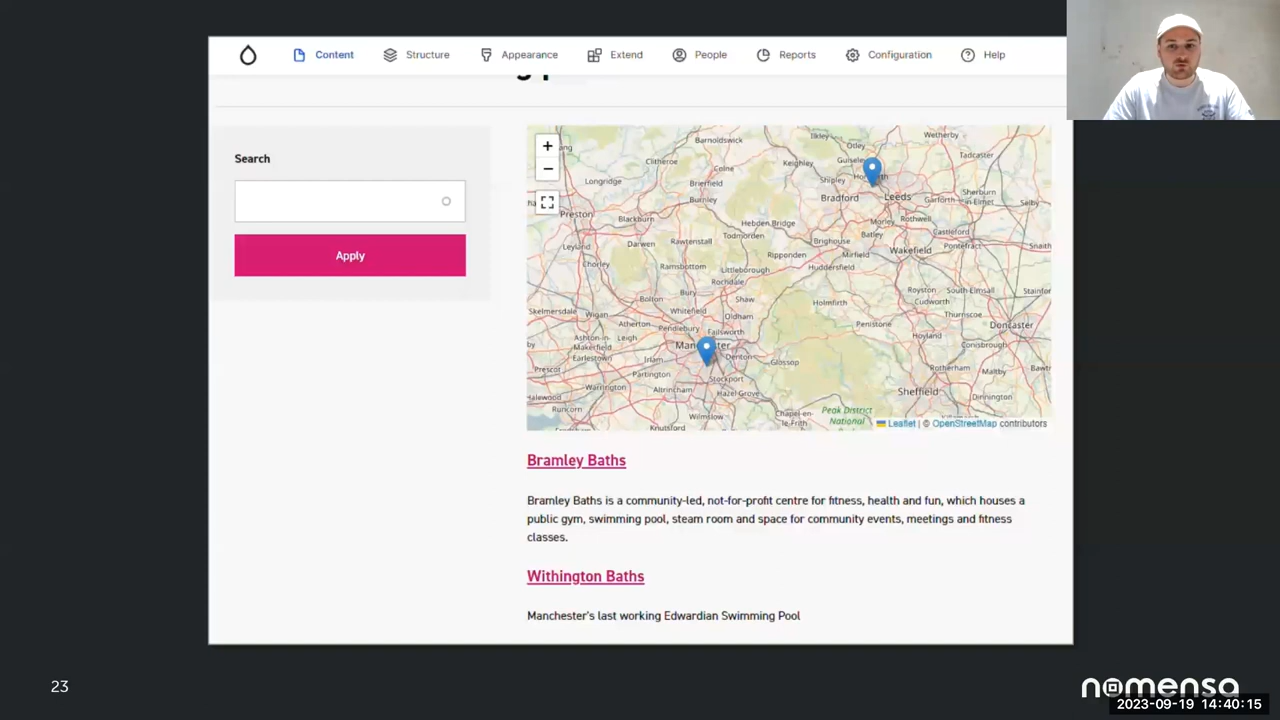 Content Structure Appearance Extend People Reports Configuration Help
Search
Apply
+
−
Barnoldswick
Ilkley
Otley
Wetherby
Clitheroe
Colne
Keighley
Guiseley
Tadcaster
Longridge
Brierfield
Shipley
Burnley
Bradford
Leeds
Sherburn
Garforth
Preston
Blackburn
Hebden Bridge
Morley
Rothwell
Leyland
Darwen
Rawtenstall
Todmorden
Brighouse
Batley
Castleford
Chorley
Ramsbottom
Ripponden
Mirfield
Wakefield
Pontefract
Littleborough
Huddersfield
Rochdale
Bolton
Bury
Shaw
Royston
South Elmsall
Skelmersdale
Wigan
Whitefield
Oldham
Holmfirth
Cudworth
Atherton
Pendlebury
Failsworth
Penistone
Thurnscoe
Doncaster
Ashton-in-Makerfield
Leigh
Hoyland
Earlestown
Irlam
Denton
Glossop
Conisbrough
Prescot
Partington
Stockport
Rotherham
Maltby
Warrington
Altrincham
Hazel Grove
Sheffield
Dinnington
Runcorn
Wilmslow
Peak District
National
Knutsford
Chapel-en-le-Frith
Leaflet | © OpenStreetMap contributors
Bramley Baths
Bramley Baths is a community-led, not-for-profit centre for fitness, health and fun, which houses a
public gym, swimming pool, steam room and space for community events, meetings and fitness
classes.
Withington Baths
Manchester's last working Edwardian Swimming Pool
23
nomensa
2023-09-19 14:40:15